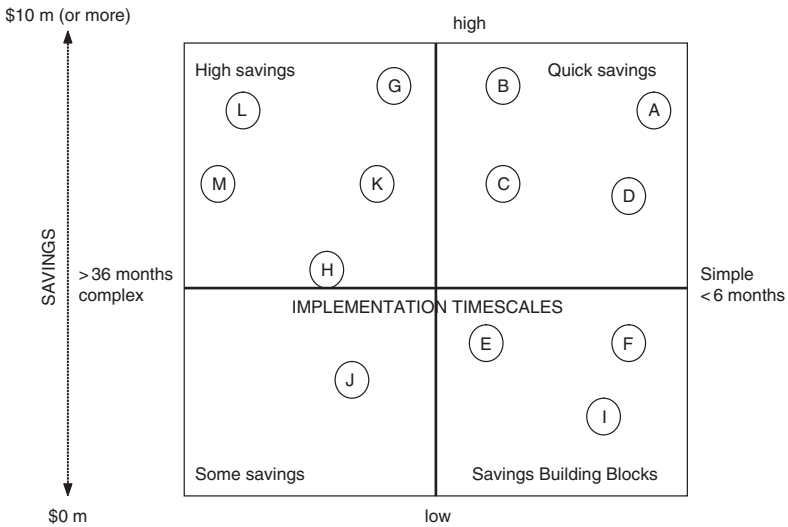 $10 m (or more)
high
High savings
Quick savings
G
B
L
A
M
K
C
D
SAVINGS
> 36 months
complex
H
Simple
< 6 months
IMPLEMENTATION TIMESCALES
E
F
J
I
Some savings
Savings Building Blocks
$0 m
low